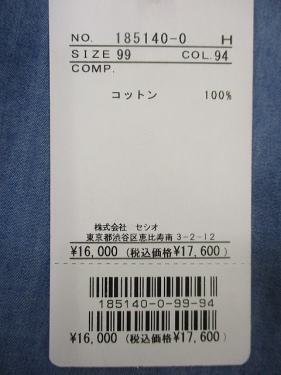 NO. 185140-0 H
SIZE 99 COL.94
COMP.
コットン 100%
株式会社 セシオ
東京都渋谷区恵比寿南3-2-12
¥16,000 (税込価格¥17,600)
185140-0-99-94
¥16,000 (税込価格¥17,600)